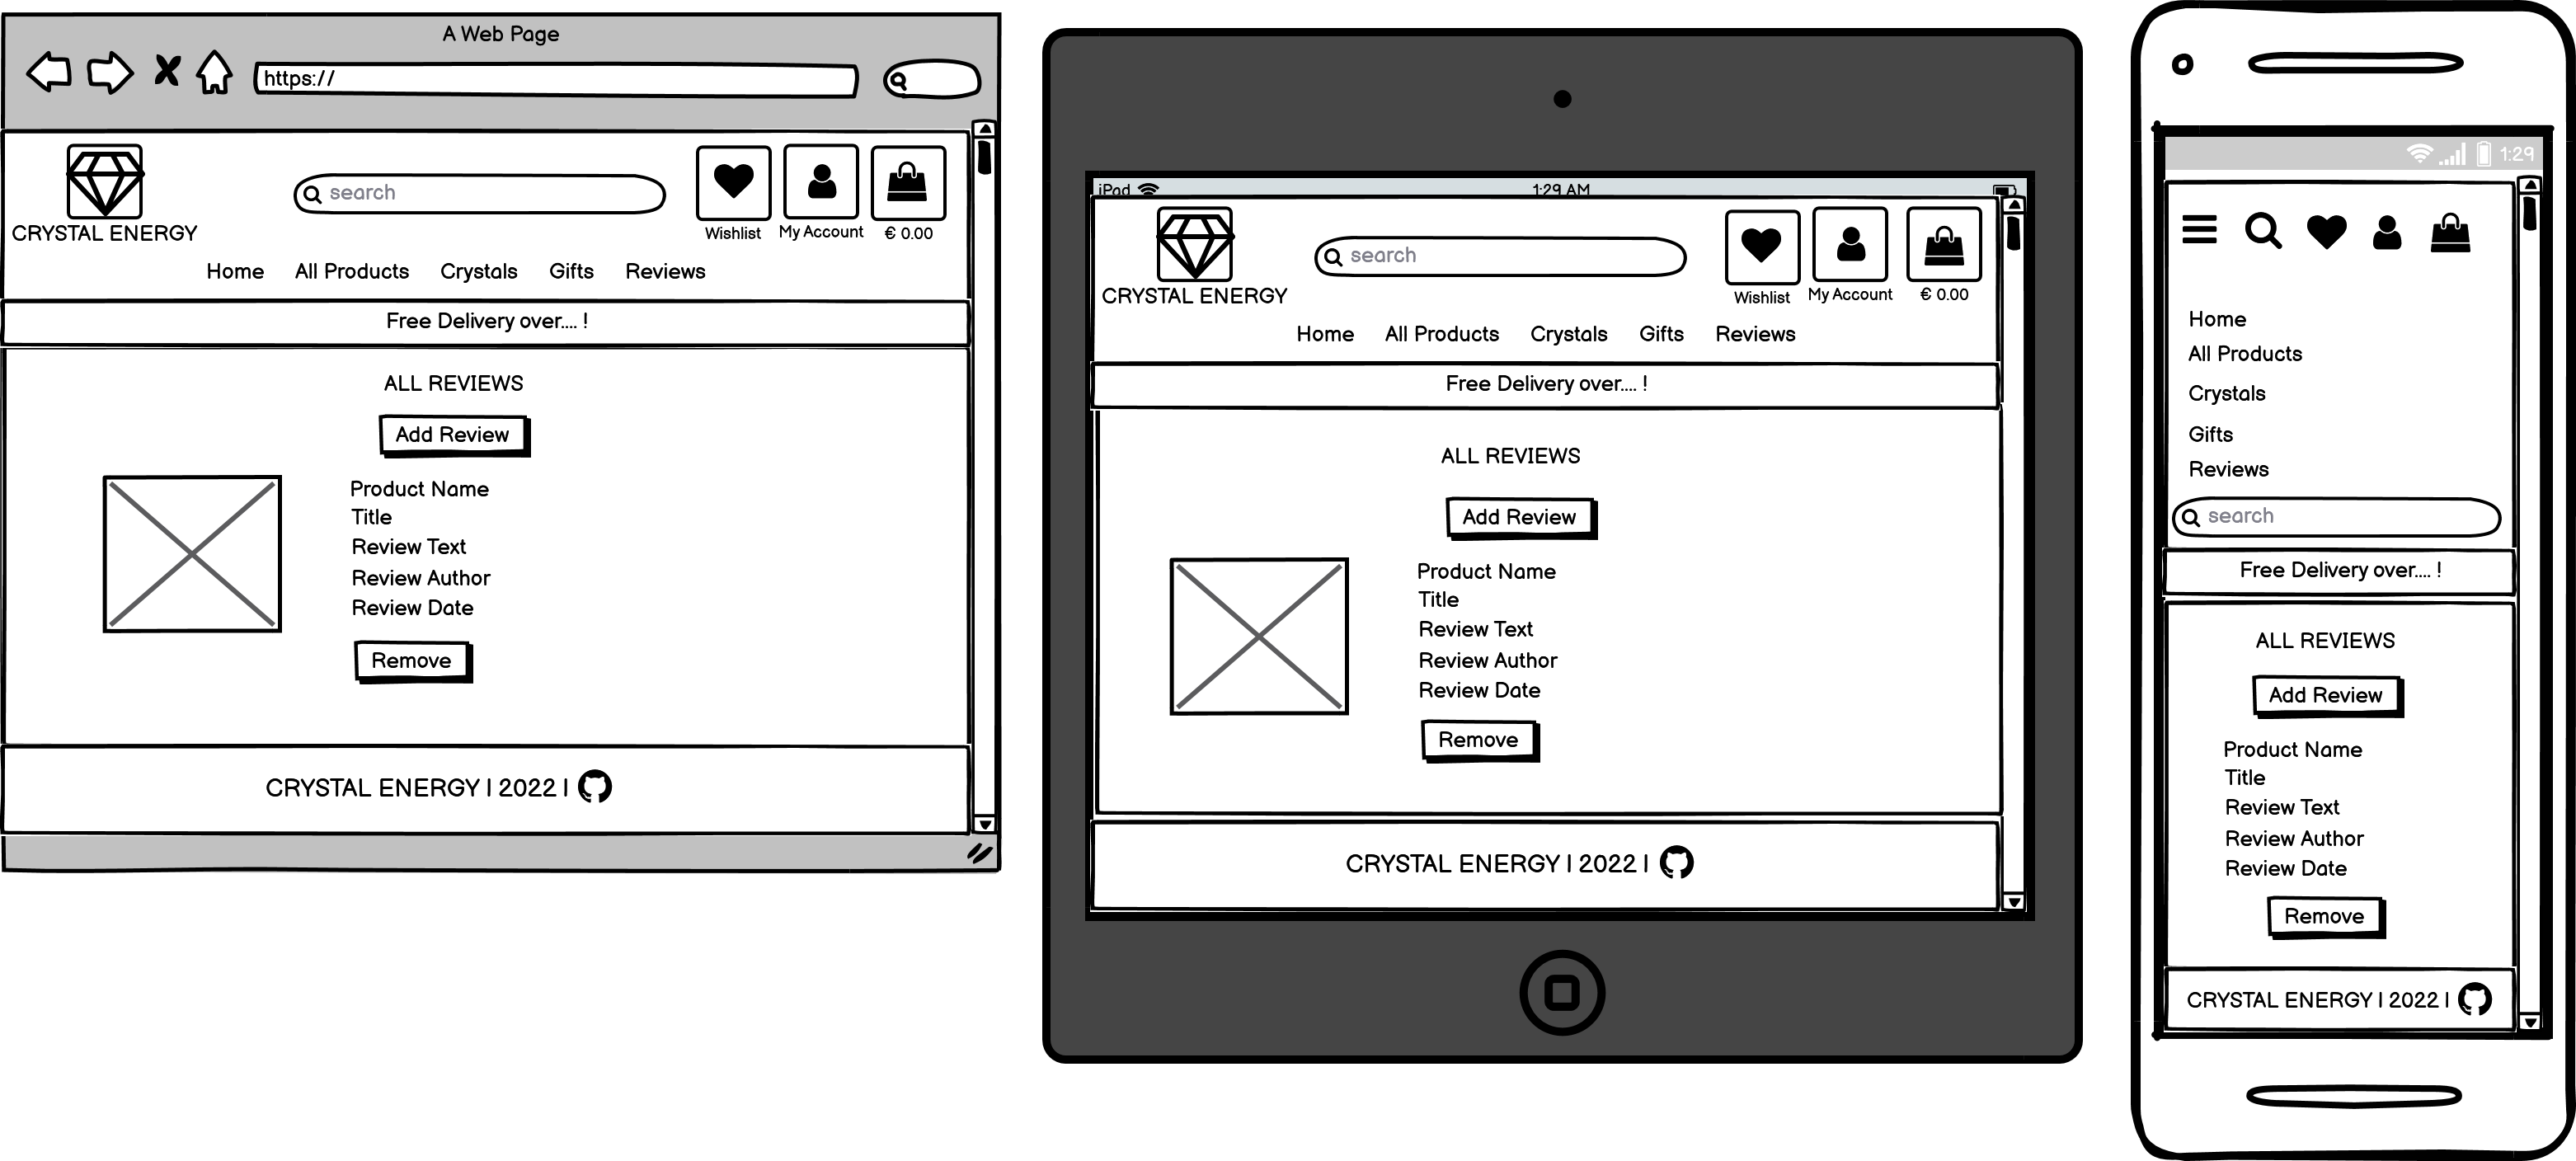 A Web Page
https://
search
CRYSTAL ENERGY
Wishlist My Account € 0.00
Home All Products Crystals Gifts Reviews
Free Delivery over.... !
ALL REVIEWS
Add Review
Product Name
Title
Review Text
Review Author
Review Date
Remove
CRYSTAL ENERGY | 2022 |
iPad 1:29 AM
search
CRYSTAL ENERGY
Wishlist My Account € 0.00
Home All Products Crystals Gifts Reviews
Free Delivery over.... !
ALL REVIEWS
Add Review
Product Name
Title
Review Text
Review Author
Review Date
Remove
CRYSTAL ENERGY | 2022 |
1:29
Home
All Products
Crystals
Gifts
Reviews
search
Free Delivery over.... !
ALL REVIEWS
Add Review
Product Name
Title
Review Text
Review Author
Review Date
Remove
CRYSTAL ENERGY | 2022 |